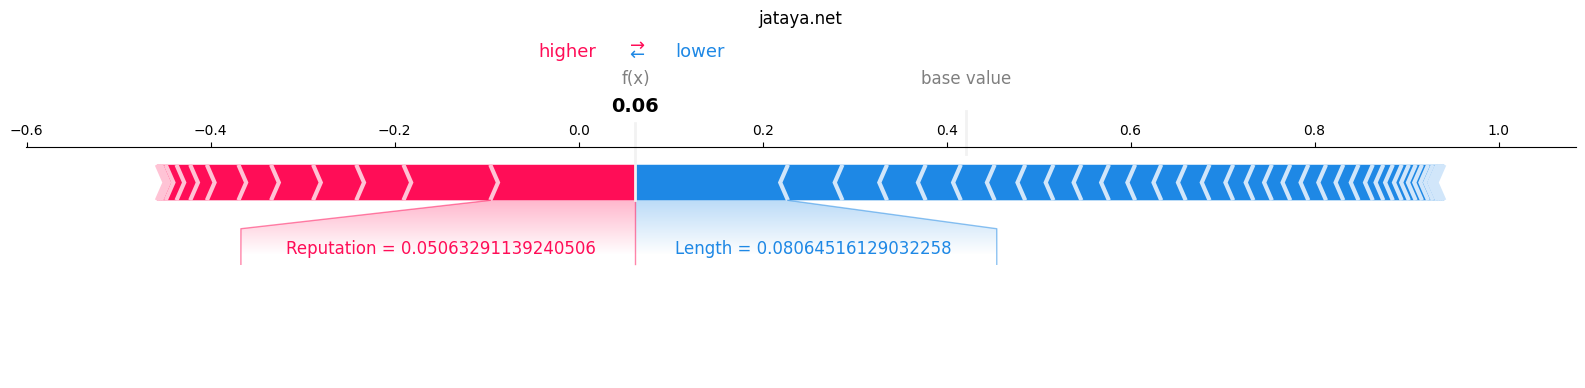 jataya.net
higher ⇄ lower
f(x) base value
0.06
−0.6 −0.4 −0.2 0.0 0.2 0.4 0.6 0.8 1.0
Reputation = 0.05063291139240506 Length = 0.08064516129032258